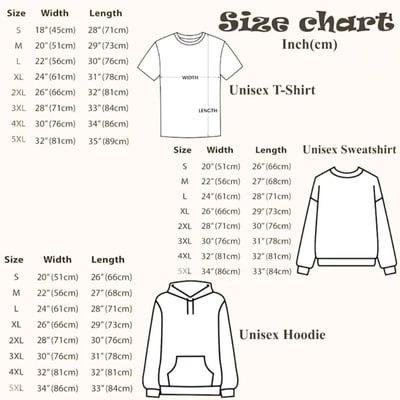 Size chart
Inch(cm)
Size Width Length
S 18"(45cm) 28"(71cm)
M 20"(51cm) 29"(73cm)
L 22"(56cm) 30"(76cm)
XL 24"(61cm) 31"(78cm)
2XL 26"(66cm) 32"(81cm)
3XL 28"(71cm) 33"(84cm)
4XL 30"(76cm) 34"(86cm)
5XL 32"(81cm) 35"(89cm)
WIDTH
LENGTH
Unisex T-Shirt
Size Width Length
S 20"(51cm) 26"(66cm)
M 22"(56cm) 27"(68cm)
L 24"(61cm) 28"(71cm)
XL 26"(66cm) 29"(73cm)
2XL 28"(71cm) 30"(76cm)
3XL 30"(76cm) 31"(78cm)
4XL 32"(81cm) 32"(81cm)
5XL 34"(86cm) 33"(84cm)
Unisex Sweatshirt
Size Width Length
S 20"(51cm) 26"(66cm)
M 22"(56cm) 27"(68cm)
L 24"(61cm) 28"(71cm)
XL 26"(66cm) 29"(73cm)
2XL 28"(71cm) 30"(76cm)
3XL 30"(76cm) 31"(78cm)
4XL 32"(81cm) 32"(81cm)
5XL 34"(86cm) 33"(84cm)
Unisex Hoodie